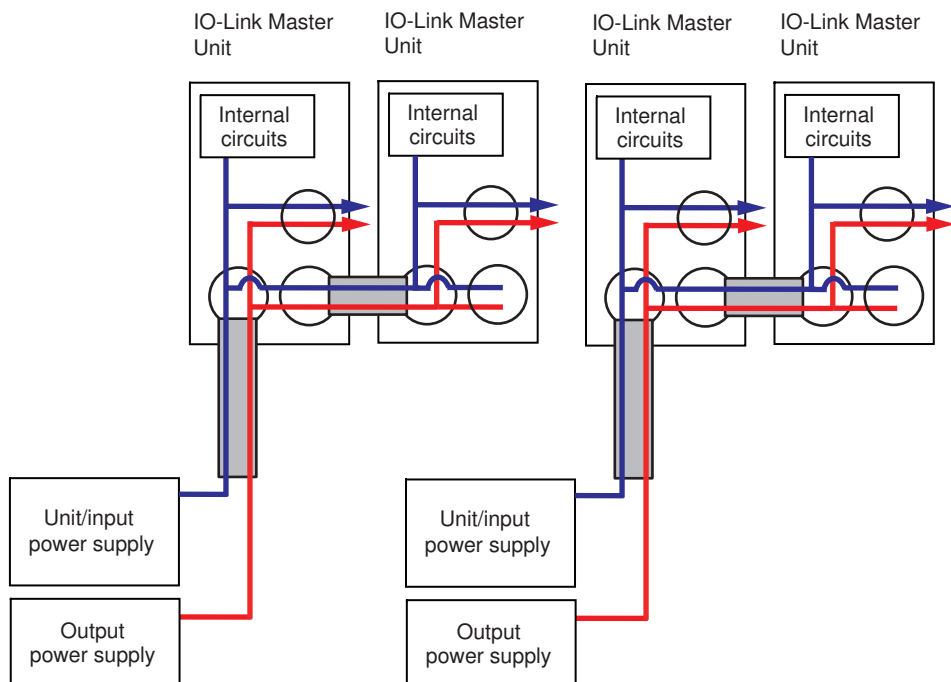 IO-Link Master
Unit
IO-Link Master
Unit
IO-Link Master
Unit
IO-Link Master
Unit
Internal
circuits
Internal
circuits
Internal
circuits
Internal
circuits
Unit/input
power supply
Unit/input
power supply
Output
power supply
Output
power supply